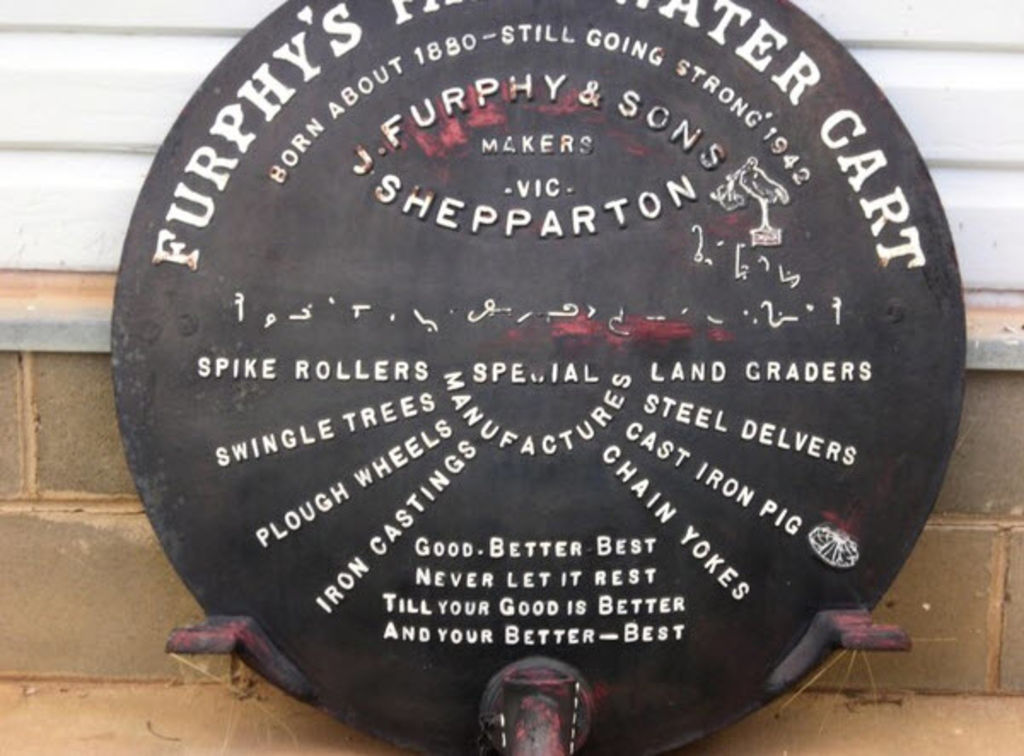 FURPHY'S WATER CART
BORN ABOUT 1880-STILL GOING STRONG 1942
J. FURPHY & SONS
MAKERS
-VIC-
SHEPPARTON
SPIKE ROLLERS
SPECIAL
LAND GRADERS
MANUFACTURES
SWINGLE TREES
STEEL DELVERS
PLOUGH WHEELS
CAST IRON PIG
IRON CASTINGS
CHAIN YOKES
GOOD-BETTER BEST
NEVER LET IT REST
TILL YOUR GOOD IS BETTER
AND YOUR BETTER—BEST